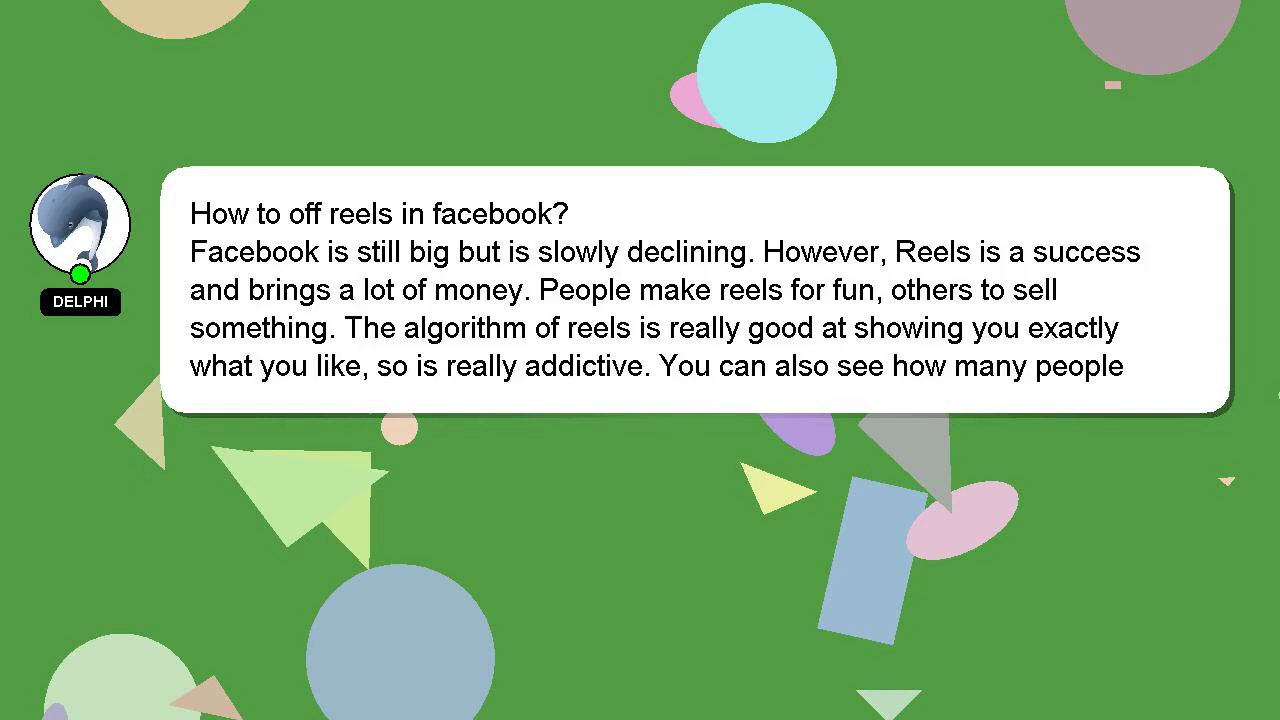 How to off reels in facebook?
Facebook is still big but is slowly declining. However, Reels is a success
and brings a lot of money. People make reels for fun, others to sell
something. The algorithm of reels is really good at showing you exactly
what you like, so is really addictive. You can also see how many people
DELPHI